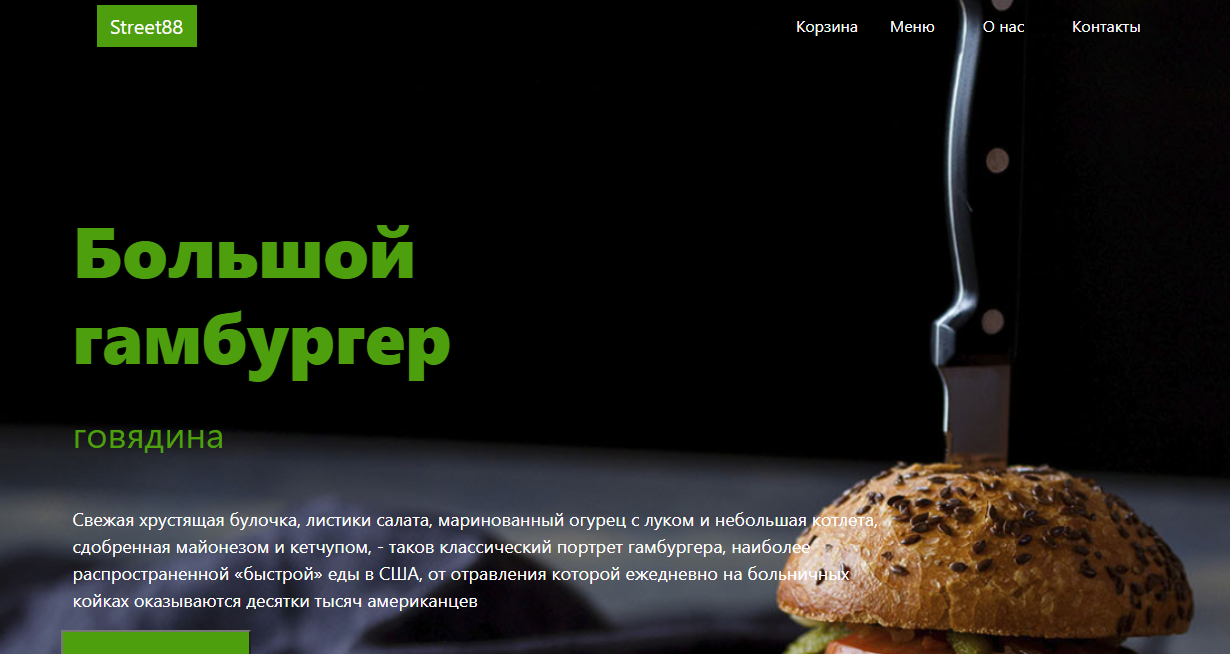 Street88
Корзина Меню О нас Контакты
Большой
гамбургер
говядина
Свежая хрустящая булочка, листики салата, маринованный огурец с луком и небольшая котлета,
сдобренная майонезом и кетчупом, - таков классический портрет гамбургера, наиболее
распространенной «быстрой» еды в США, от отравления которой ежедневно на больничных
койках оказываются десятки тысяч американцев